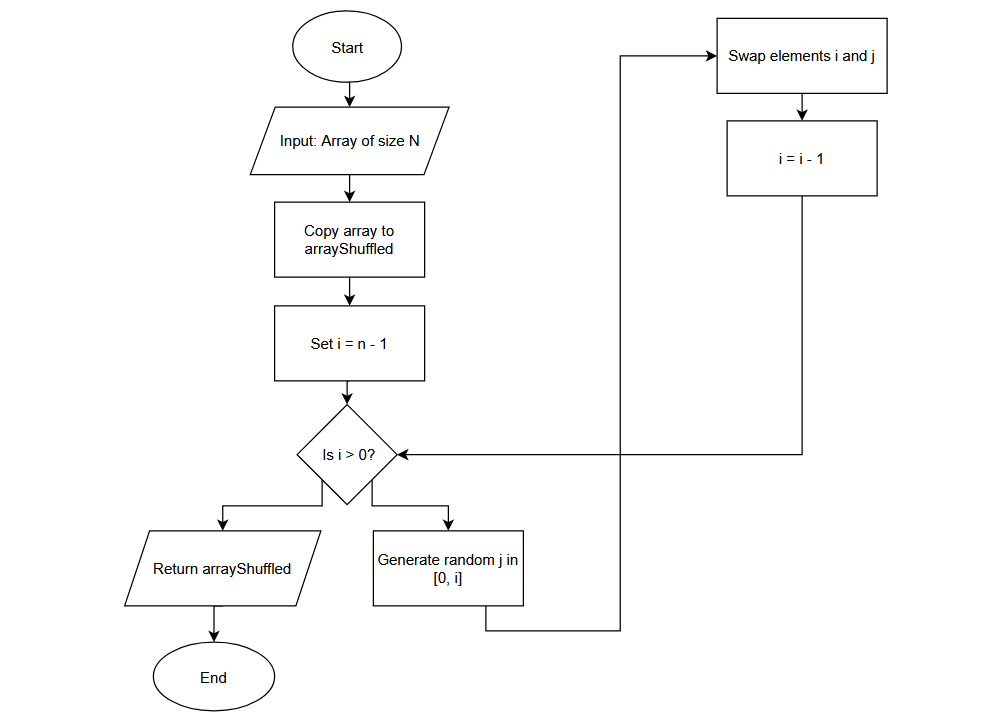 Start
Input: Array of size N
Copy array to
arrayShuffled
Set i = n - 1
Is i > 0?
Return arrayShuffled
End
Generate random j in
[0, i]
Swap elements i and j
i = i - 1